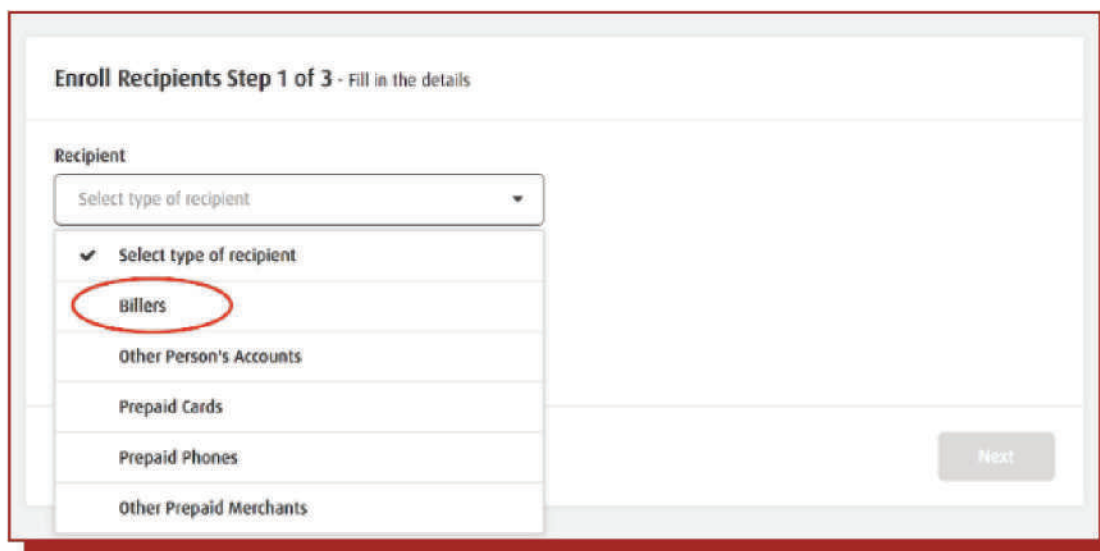 Enroll Recipients Step 1 of 3 - Fill in the details
Recipient
Select type of recipient
Select type of recipient
Billers
Other Person's Accounts
Prepaid Cards
Prepaid Phones
Other Prepaid Merchants
Next